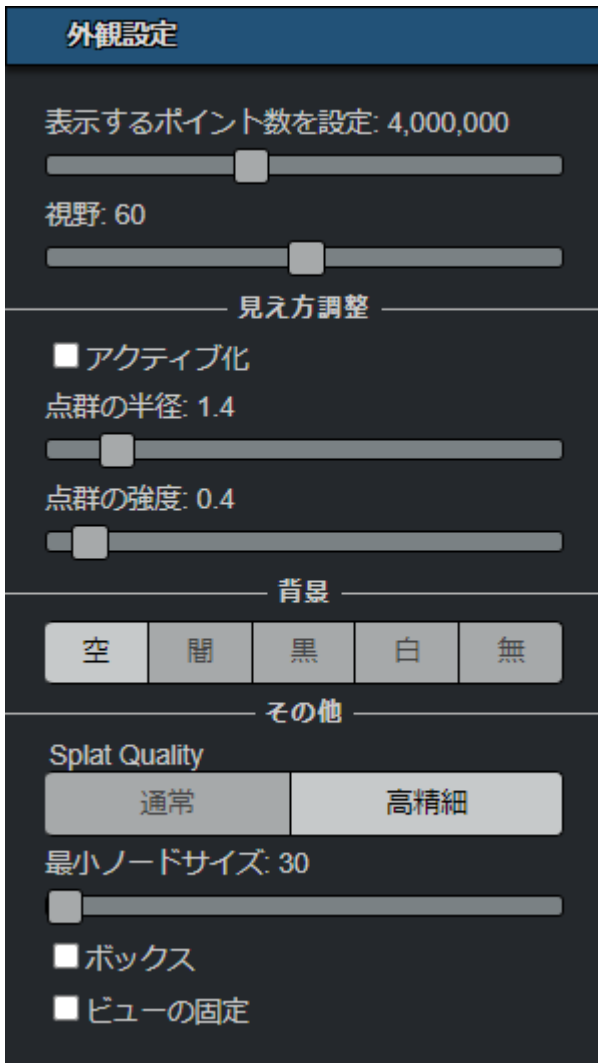 外観設定
表示するポイント数を設定: 4,000,000
視野: 60
見え方調整
アクティブ化
点群の半径: 1.4
点群の強度: 0.4
背景
空 闇 黒 白 無
その他
Splat Quality
通常 高精細
最小ノードサイズ: 30
ボックス
ビューの固定